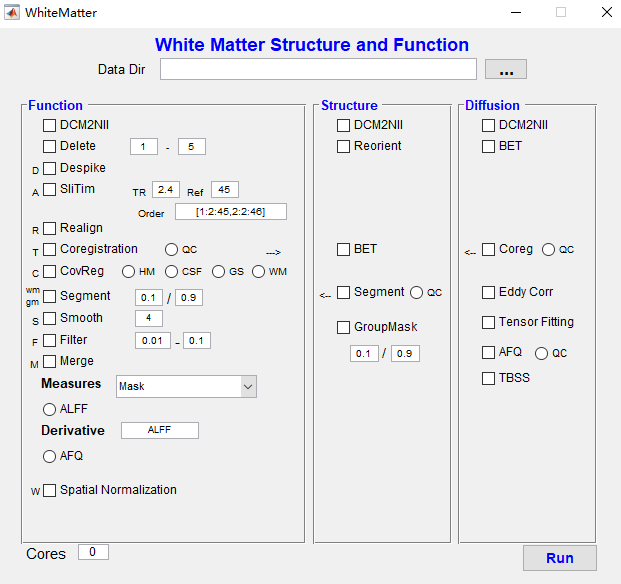 WhiteMatter
White Matter Structure and Function
Data Dir
...
Function
DCM2NII
Delete 1 - 5
D Despike
A SliTim TR 2.4 Ref 45
Order [1:2:45,2:2:46]
R Realign
T Coregistration QC --->
C CovReg HM CSF GS WM
wm
gm Segment 0.1 / 0.9
S Smooth 4
F Filter 0.01 - 0.1
M Merge
Measures Mask
ALFF
Derivative ALFF
AFQ
W Spatial Normalization
Structure
DCM2NII
Reorient
BET
<-- Segment QC
GroupMask
0.1 / 0.9
Diffusion
DCM2NII
BET
<-- Coreg QC
Eddy Corr
Tensor Fitting
AFQ QC
TBSS
Cores 0
Run